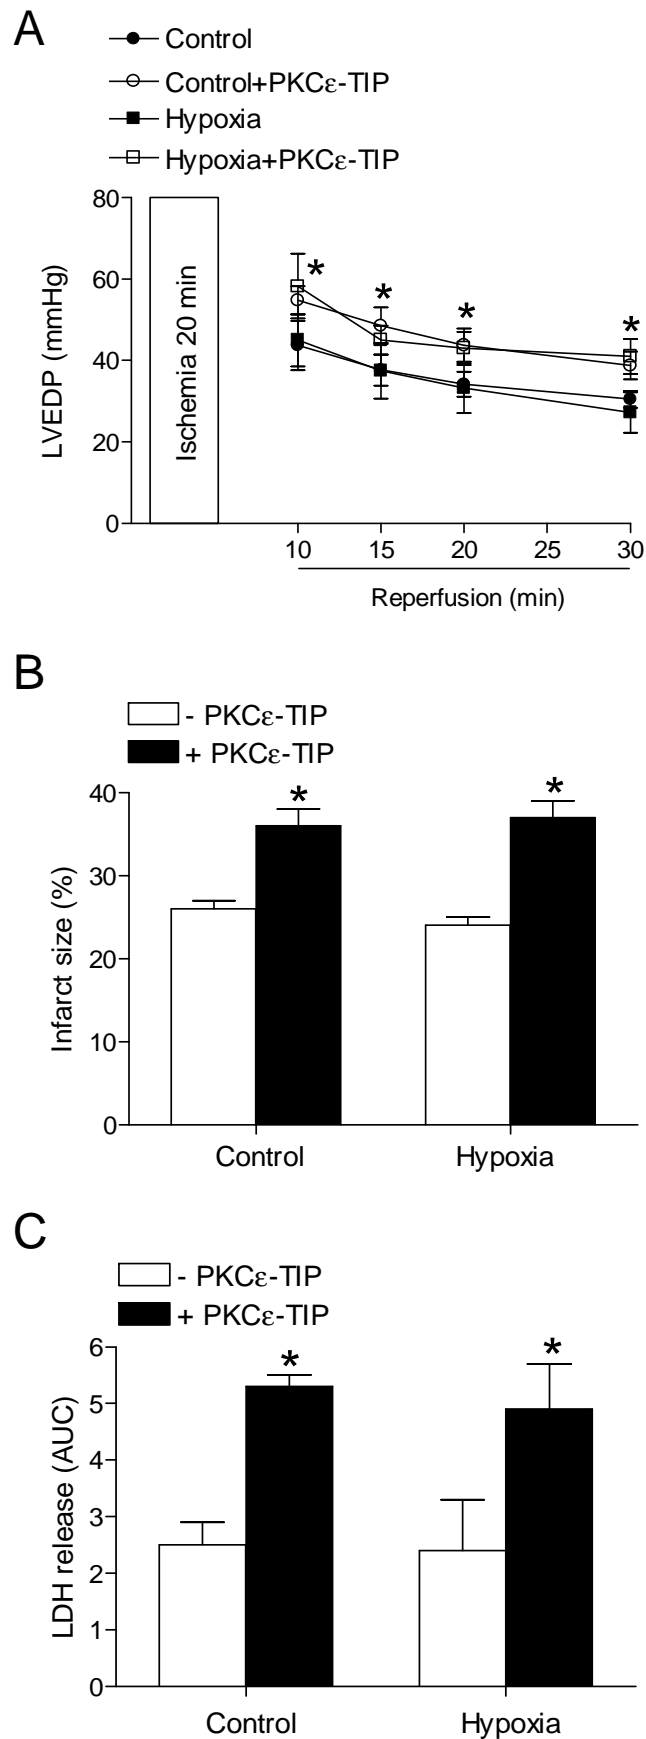 A
Control
Control+PKCε-TIP
Hypoxia
Hypoxia+PKCε-TIP
80
60
40
20
0
LVEDP (mmHg)
Ischemia 20 min
*
*
*
*
10 15 20 25 30
Reperfusion (min)
B
- PKCε-TIP
+ PKCε-TIP
40
30
20
10
0
Infarct size (%)
*
*
Control Hypoxia
C
- PKCε-TIP
+ PKCε-TIP
6
5
4
3
2
1
0
LDH release (AUC)
*
*
Control Hypoxia